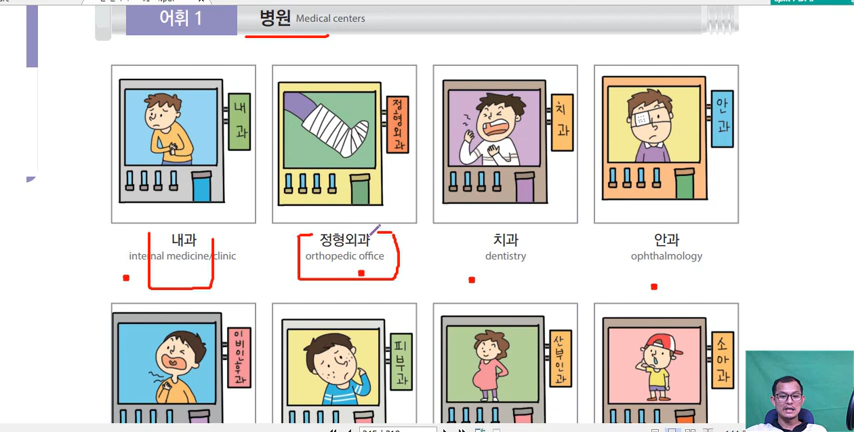 어휘 1
병원 Medical centers
내과
정형외과
치과
안과
내과
internal medicine/clinic
정형외과
orthopedic office
치과
dentistry
안과
ophthalmology
이비인후과
피부과
산부인과
소아과